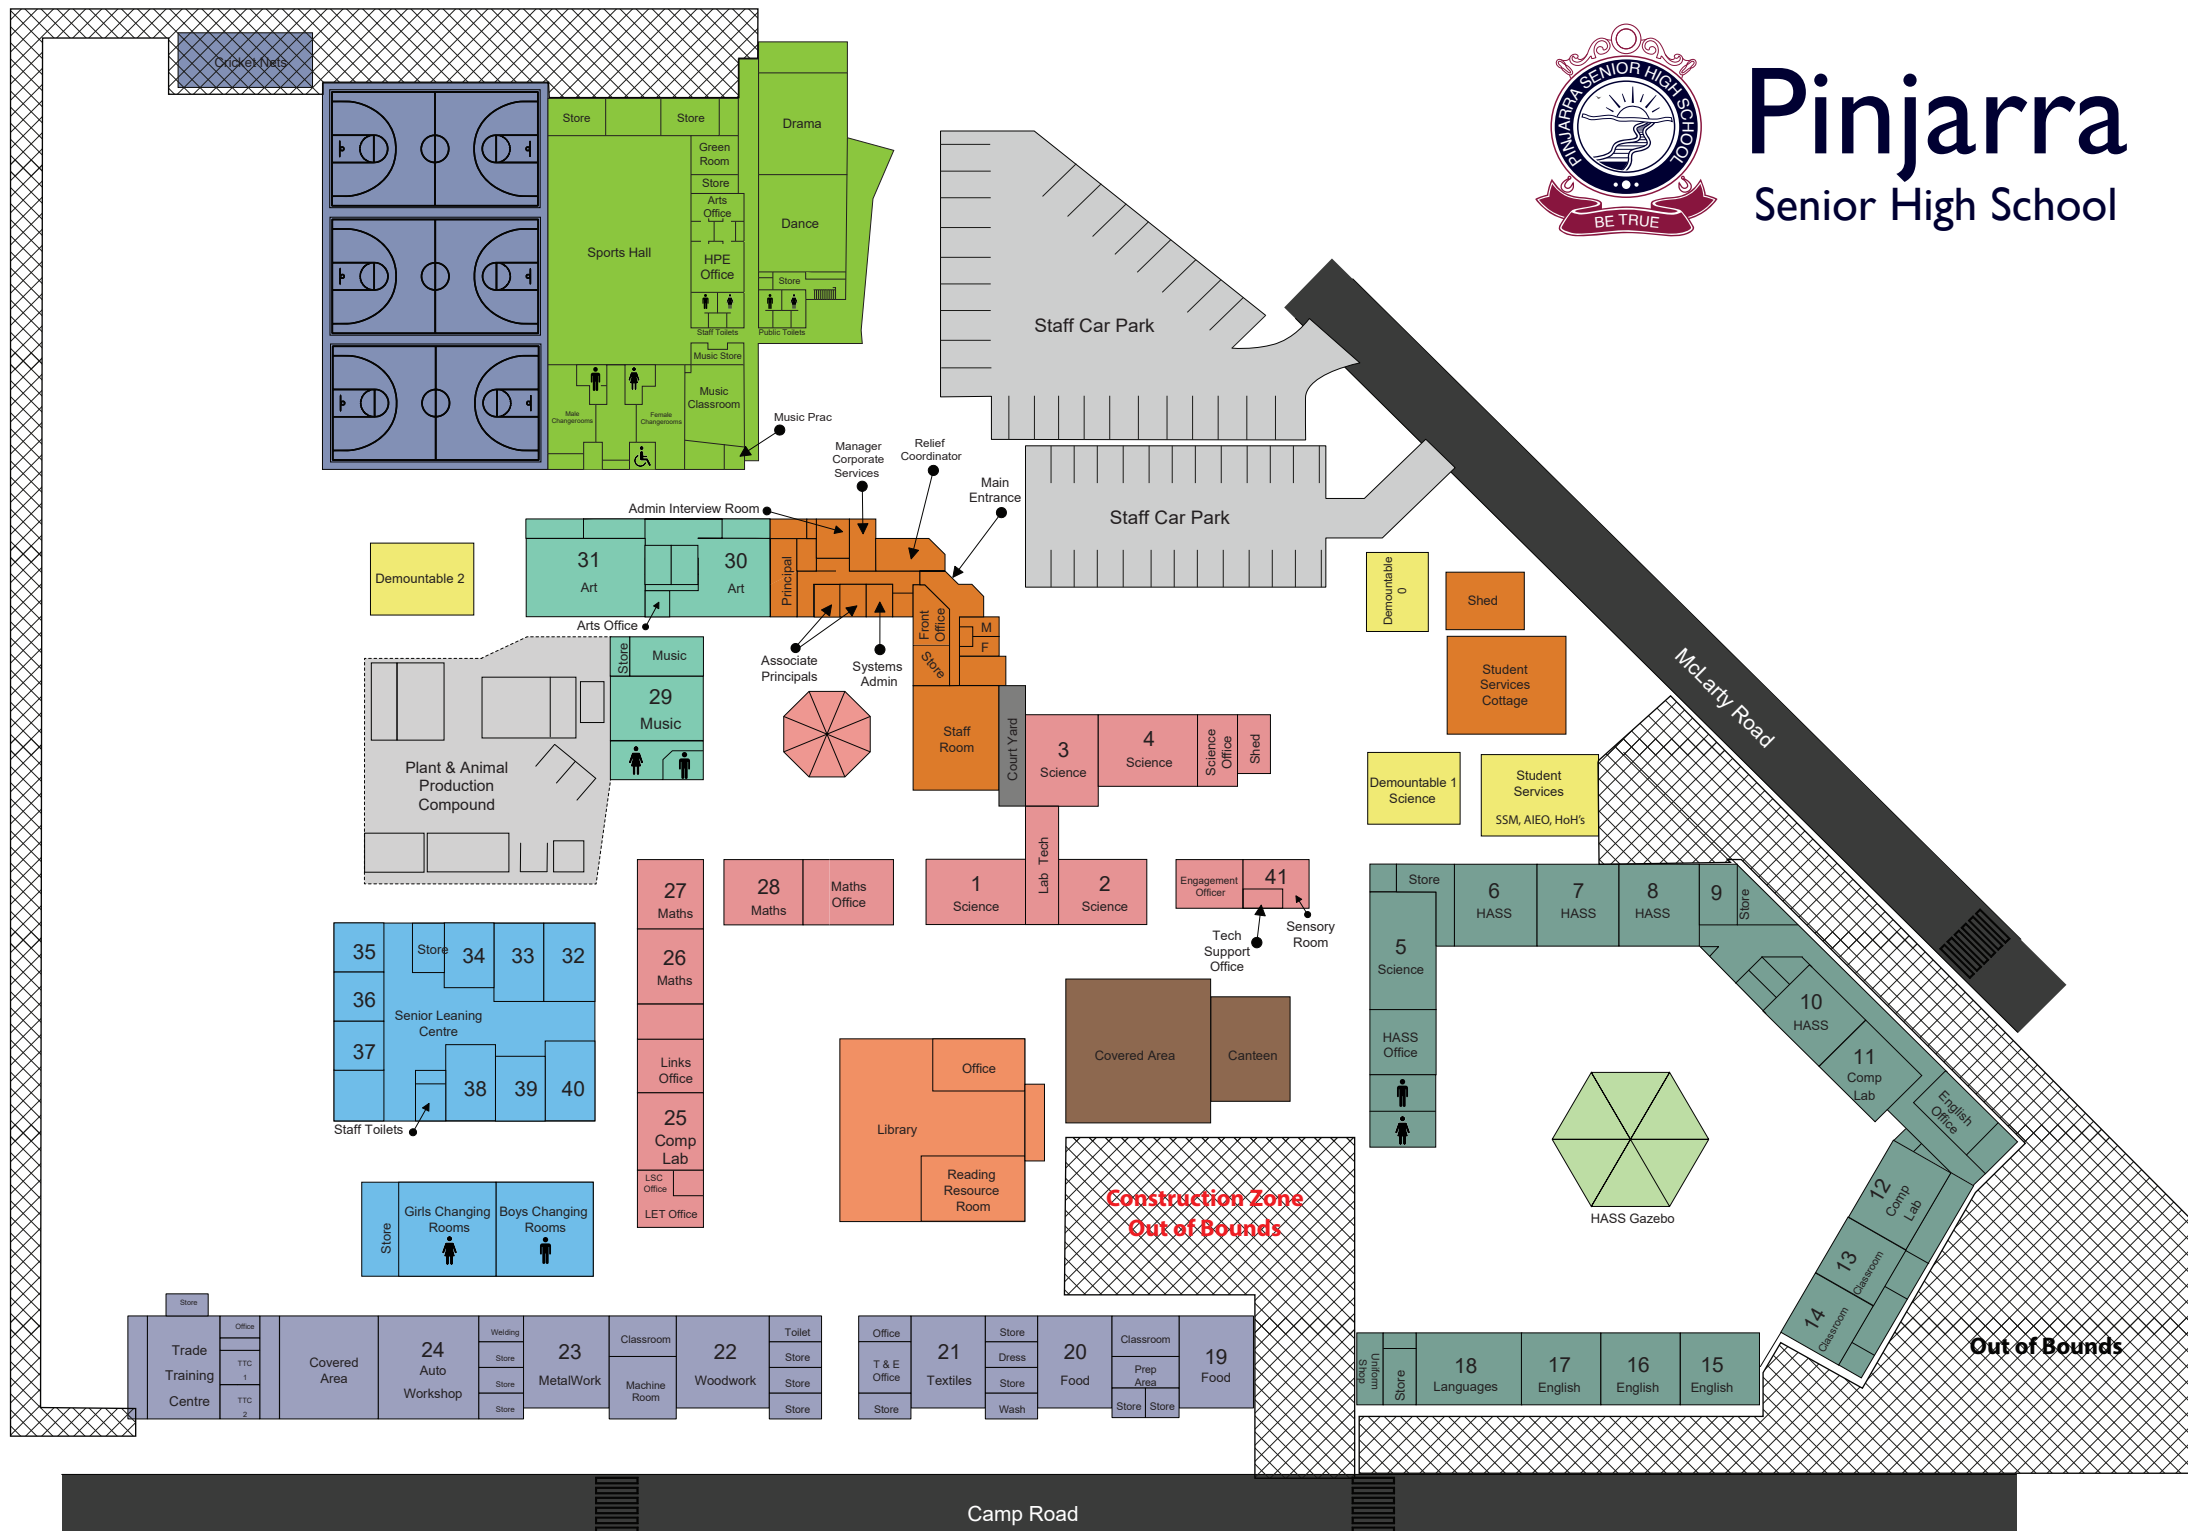 Cricket Nets
PINJARRA SENIOR HIGH SCHOOL
BE TRUE
Pinjarra
Senior High School
Store
Store
Drama
Green
Room
Store
Arts
Office
Dance
Sports Hall
HPE
Office
Store
Staff Toilets
Public Toilets
Music Store
Music
Classroom
Male
Changerooms
Female
Changerooms
Music Prac
Staff Car Park
Staff Car Park
McLarty Road
Manager
Corporate
Services
Relief
Coordinator
Main
Entrance
Admin Interview Room
Demountable 2
31
Art
30
Art
Arts Office
Principal
Front
Office
Store
M
F
Associate
Principals
Systems
Admin
Staff
Room
Court Yard
Store
Music
29
Music
Plant & Animal
Production
Compound
3
Science
4
Science
Science
Office
Shed
Lab Tech
1
Science
2
Science
Demountable
0
Shed
Student
Services
Cottage
Demountable 1
Science
Student
Services
SSM, AIEO, HoH's
Engagement
Officer
41
Sensory
Room
Tech
Support
Office
27
Maths
28
Maths
Maths
Office
26
Maths
Links
Office
25
Comp
Lab
LSC
Office
LET Office
35
Store
34
33
32
36
Senior Leaning
Centre
37
38
39
40
Staff Toilets
Store
Girls Changing
Rooms
Boys Changing
Rooms
Library
Office
Reading
Resource
Room
Covered Area
Canteen
Construction Zone
Out of Bounds
Store
6
HASS
7
HASS
8
HASS
9
Store
5
Science
HASS
Office
10
HASS
11
Comp
Lab
English
Office
12
Comp
Lab
13
Classroom
14
Classroom
HASS Gazebo
Out of Bounds
Store
Trade
Training
Centre
Office
TTC
1
TTC
2
Covered
Area
24
Auto
Workshop
Welding
Store
Store
Store
23
MetalWork
Classroom
Machine
Room
22
Woodwork
Toilet
Store
Store
Store
Office
T & E
Office
Store
21
Textiles
Store
Dress
Store
Wash
20
Food
Classroom
Prep
Area
Store
Store
19
Food
Uniform
Shop
Store
18
Languages
17
English
16
English
15
English
Camp Road